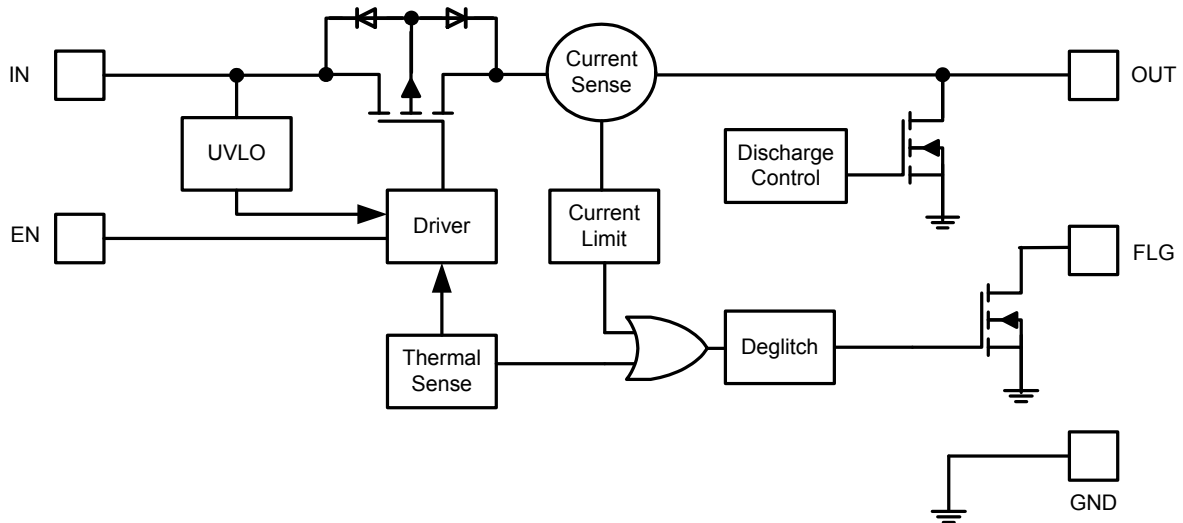 IN
Current
Sense
OUT
UVLO
Discharge
Control
EN
Driver
Current
Limit
FLG
Thermal
Sense
Deglitch
GND